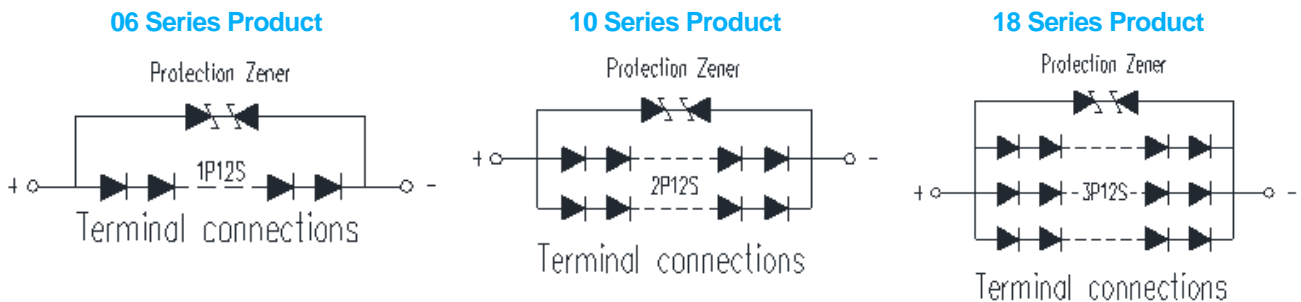 06 Series Product
Protection Zener
+
1P12S
-
Terminal connections
10 Series Product
Protection Zener
+
-
2P12S
Terminal connections
18 Series Product
Protection Zener
+
3P12S
-
Terminal connections